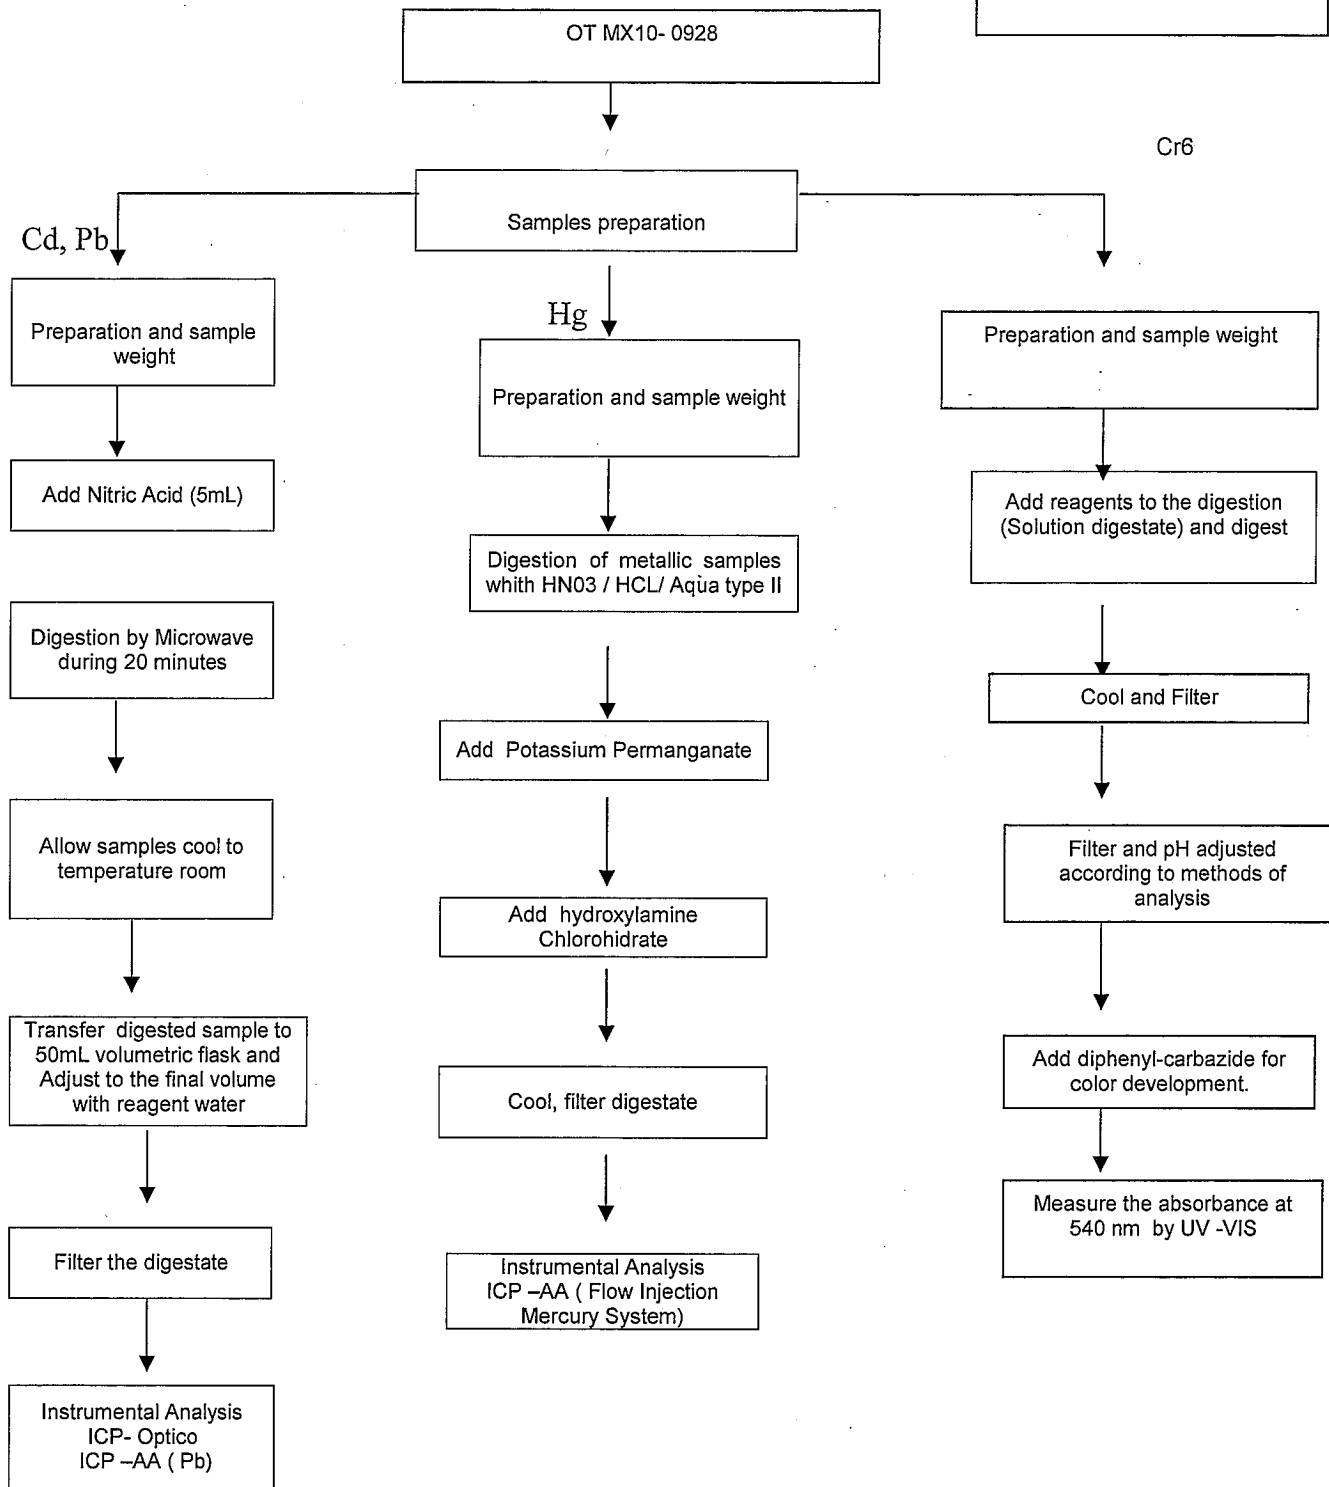 OT MX10- 0928
Cr6
Samples preparation
Cd, Pb
Preparation and sample
weight
Add Nitric Acid (5mL)
Digestion by Microwave
during 20 minutes
Allow samples cool to
temperature room
Transfer digested sample to
50mL volumetric flask and
Adjust to the final volume
with reagent water
Filter the digestate
Instrumental Analysis
ICP- Optico
ICP –AA ( Pb)
Hg
Preparation and sample weight
Digestion of metallic samples
whith HN03 / HCL/ Aqùa type II
Add Potassium Permanganate
Add hydroxylamine
Chlorohidrate
Cool, filter digestate
Instrumental Analysis
ICP –AA ( Flow Injection
Mercury System)
Preparation and sample weight
Add reagents to the digestion
(Solution digestate) and digest
Cool and Filter
Filter and pH adjusted
according to methods of
analysis
Add diphenyl-carbazide for
color development.
Measure the absorbance at
540 nm by UV -VIS